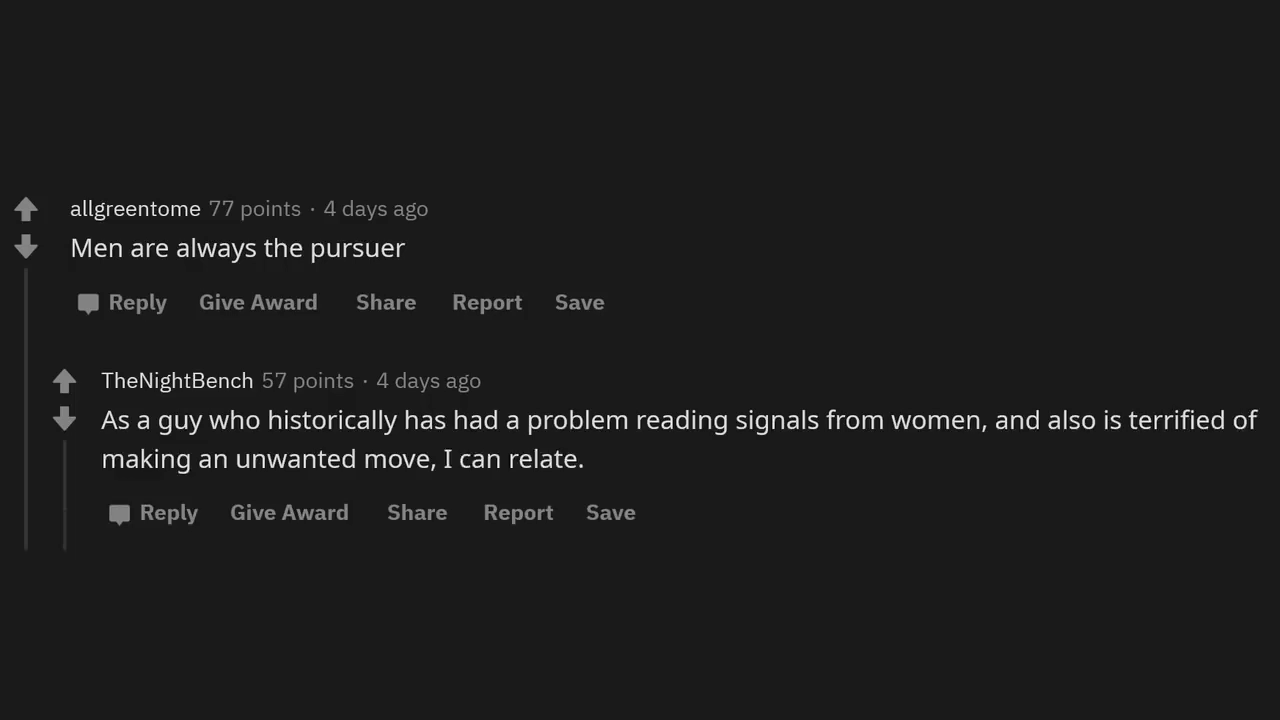 allgreentome 77 points · 4 days ago
Men are always the pursuer
Reply Give Award Share Report Save
TheNightBench 57 points · 4 days ago
As a guy who historically has had a problem reading signals from women, and also is terrified of
making an unwanted move, I can relate.
Reply Give Award Share Report Save